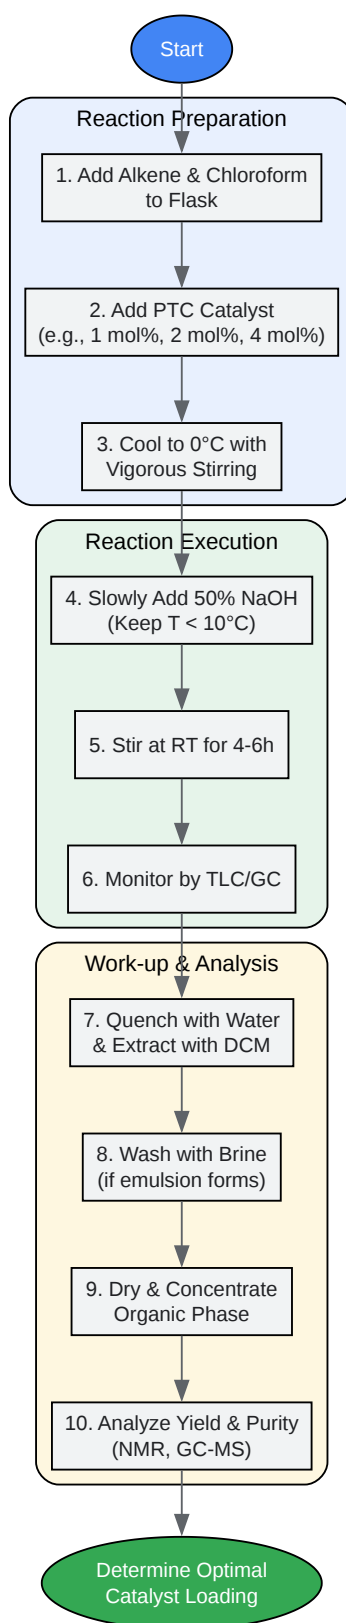 Start
Reaction Preparation
1. Add Alkene & Chloroform
to Flask
2. Add PTC Catalyst
(e.g., 1 mol%, 2 mol%, 4 mol%)
3. Cool to 0°C with
Vigorous Stirring
Reaction Execution
4. Slowly Add 50% NaOH
(Keep T < 10°C)
5. Stir at RT for 4-6h
6. Monitor by TLC/GC
Work-up & Analysis
7. Quench with Water
& Extract with DCM
8. Wash with Brine
(if emulsion forms)
9. Dry & Concentrate
Organic Phase
10. Analyze Yield & Purity
(NMR, GC-MS)
Determine Optimal
Catalyst Loading